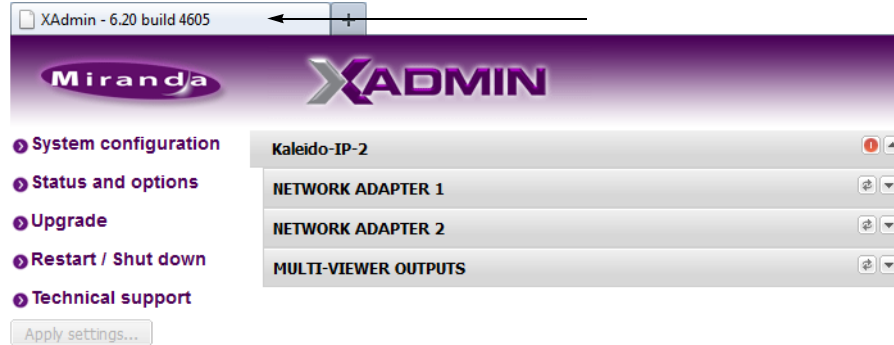 XAdmin - 6.20 build 4605
Miranda
XADMIN
System configuration
Status and options
Upgrade
Restart / Shut down
Technical support
Apply settings...
Kaleido-IP-2
NETWORK ADAPTER 1
NETWORK ADAPTER 2
MULTI-VIEWER OUTPUTS